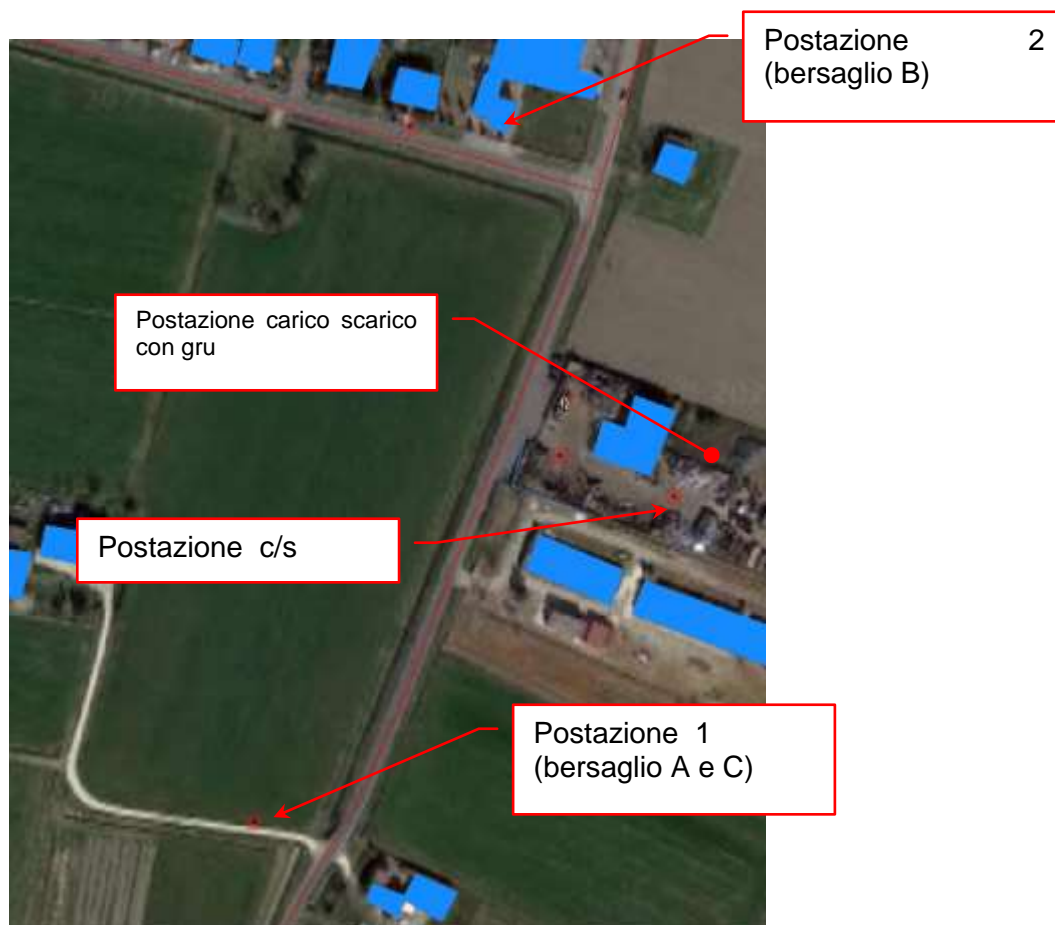 Postazione 2
(bersaglio B)
Postazione carico scarico
con gru
Postazione c/s
Postazione 1
(bersaglio A e C)